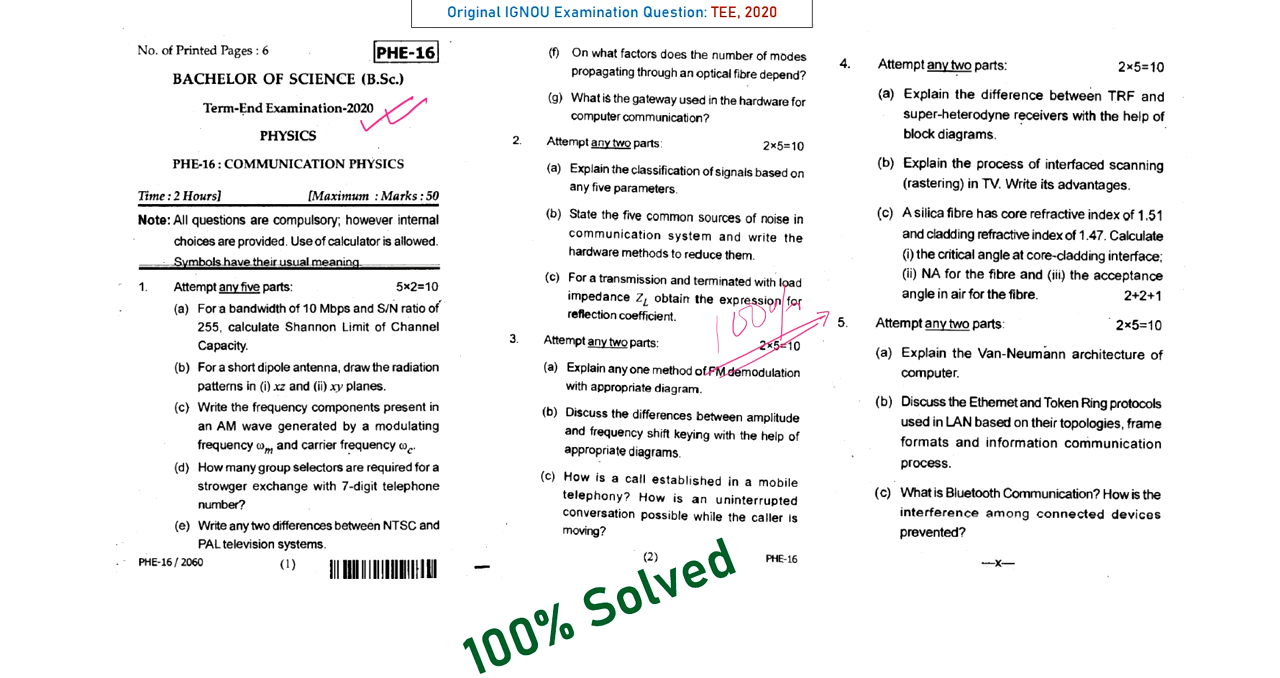 Original IGNOU Examination Question: TEE, 2020
No. of Printed Pages : 6
PHE-16
BACHELOR OF SCIENCE (B.Sc.)
Term-End Examination-2020
PHYSICS
PHE-16 : COMMUNICATION PHYSICS
Time : 2 Hours] [Maximum : Marks : 50
Note: All questions are compulsory; however internal
choices are provided. Use of calculator is allowed.
Symbols have their usual meaning.
1. Attempt any five parts: 5×2=10
(a) For a bandwidth of 10 Mbps and S/N ratio of
255, calculate Shannon Limit of Channel
Capacity.
(b) For a short dipole antenna, draw the radiation
patterns in (i) xz and (ii) xy planes.
(c) Write the frequency components present in
an AM wave generated by a modulating
frequency ωm and carrier frequency ωc.
(d) How many group selectors are required for a
strowger exchange with 7-digit telephone
number?
(e) Write any two differences between NTSC and
PAL television systems.
PHE-16 / 2060 (1)
(f) On what factors does the number of modes
propagating through an optical fibre depend?
(g) What is the gateway used in the hardware for
computer communication?
2. Attempt any two parts: 2×5=10
(a) Explain the classification of signals based on
any five parameters.
(b) State the five common sources of noise in
communication system and write the
hardware methods to reduce them.
(c) For a transmission and terminated with load
impedance ZL obtain the expression for
reflection coefficient.
3. Attempt any two parts: 2×5=10
(a) Explain any one method of FM demodulation
with appropriate diagram.
(b) Discuss the differences between amplitude
and frequency shift keying with the help of
appropriate diagrams.
(c) How is a call established in a mobile
telephony? How is an uninterrupted
conversation possible while the caller is
moving?
(2) PHE-16
4. Attempt any two parts: 2×5=10
(a) Explain the difference between TRF and
super-heterodyne receivers with the help of
block diagrams.
(b) Explain the process of interfaced scanning
(rastering) in TV. Write its advantages.
(c) A silica fibre has core refractive index of 1.51
and cladding refractive index of 1.47. Calculate
(i) the critical angle at core-cladding interface;
(ii) NA for the fibre and (iii) the acceptance
angle in air for the fibre. 2+2+1
5. Attempt any two parts: 2×5=10
(a) Explain the Van-Neumann architecture of
computer.
(b) Discuss the Ethernet and Token Ring protocols
used in LAN based on their topologies, frame
formats and information communication
process.
(c) What is Bluetooth Communication? How is the
interference among connected devices
prevented?
—x—
100%
100% Solved